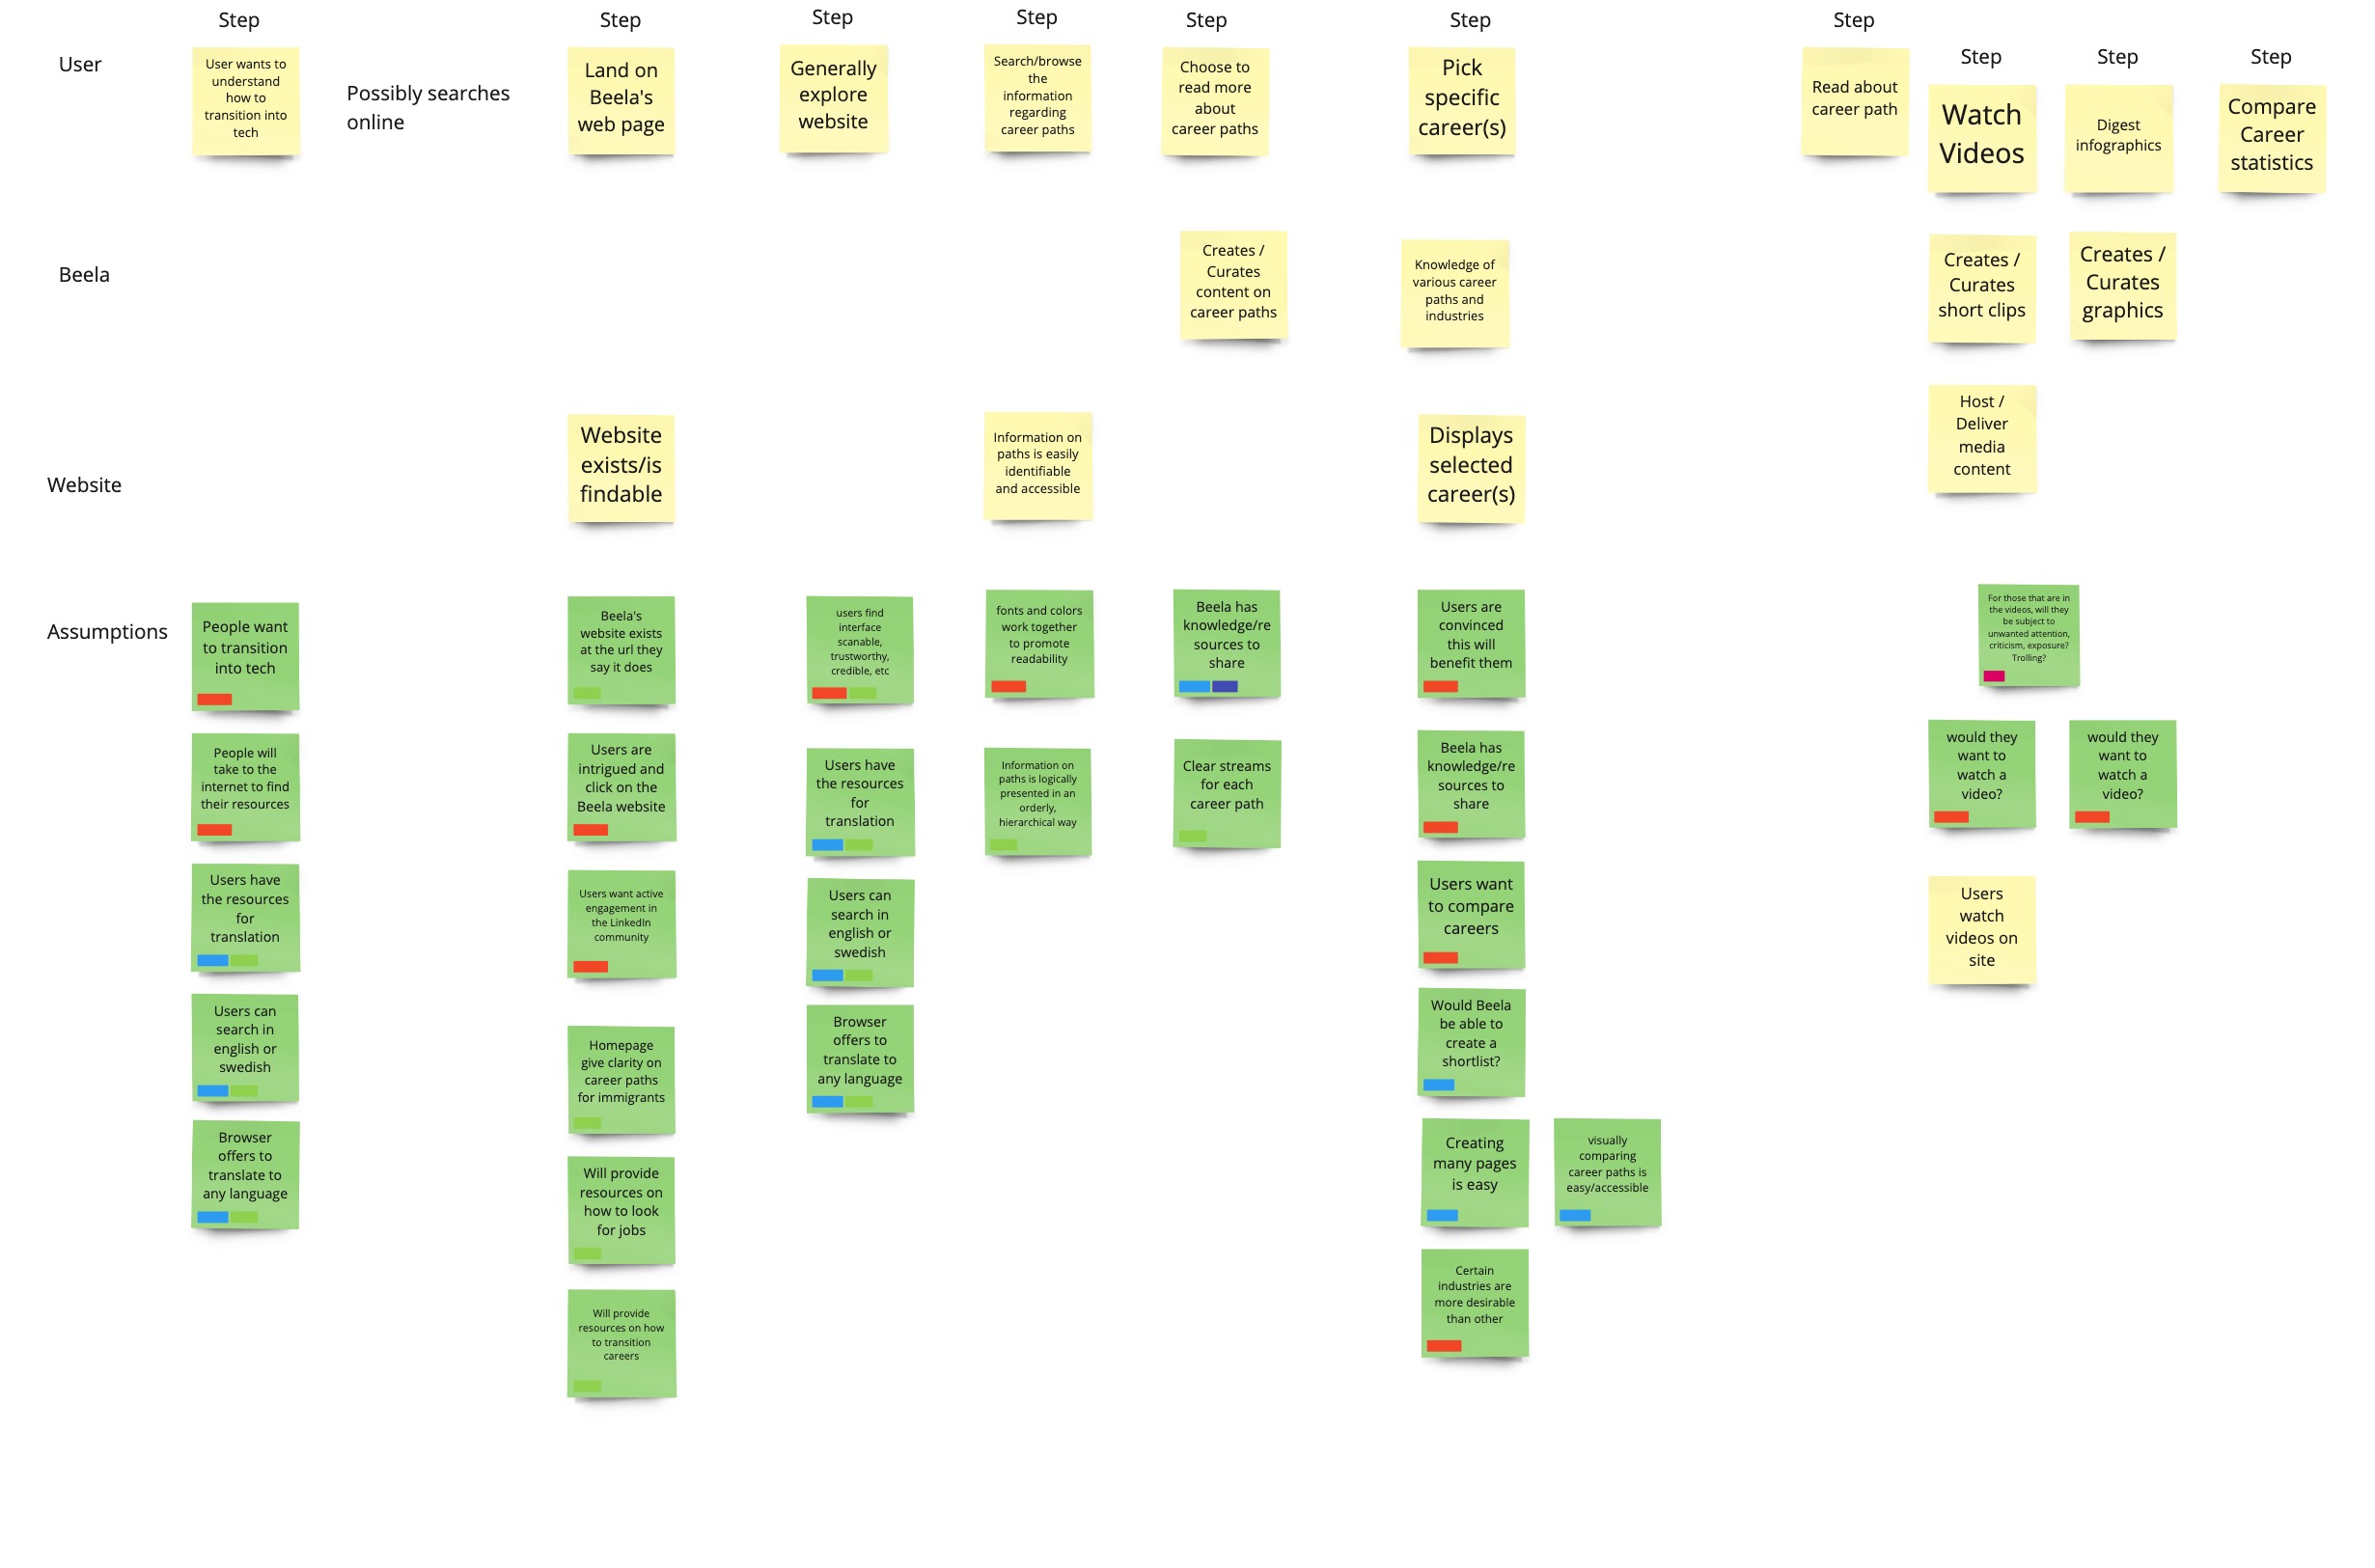 Step
Step
Step
Step
Step
Step
Step
Step
Step
Step
User
User wants to
understand
how to
transition into
tech
Possibly searches
online
Land on
Beela's
web page
Generally
explore
website
Search/browse
the
information
regarding
career paths
Choose to
read more
about
career paths
Pick
specific
career(s)
Read about
career path
Watch
Videos
Digest
infographics
Compare
Career
statistics
Beela
Creates /
Curates
content on
career paths
Knowledge of
various career
paths and
industries
Creates /
Curates
short clips
Creates /
Curates
graphics
Website
Website
exists/is
findable
Information on
paths is easily
identifiable
and accessible
Displays
selected
career(s)
Host /
Deliver
media
content
Assumptions
People want
to transition
into tech
People will
take to the
internet to find
their resources
Users have
the resources
for
translation
Users can
search in
english or
swedish
Browser
offers to
translate to
any language
Beela's
website exists
at the url they
say it does
Users are
intrigued and
click on the
Beela website
Users want active
engagement in
the LinkedIn
community
Homepage
give clarity on
career paths
for immigrants
Will provide
resources on
how to look
for jobs
Will provide
resources on how
to transition
careers
users find
interface
scanable,
trustworthy,
credible, etc
Users have
the resources
for
translation
Users can
search in
english or
swedish
Browser
offers to
translate to
any language
fonts and colors
work together
to promote
readability
Information on
paths is logically
presented in an
orderly,
hierarchical way
Beela has
knowledge/re
sources to
share
Clear streams
for each
career path
Users are
convinced
this will
benefit them
Beela has
knowledge/re
sources to
share
Users want
to compare
careers
Would Beela
be able to
create a
shortlist?
Creating
many pages
is easy
visually
comparing
career paths is
easy/accessible
Certain
industries are
more desirable
than other
For those that are in
the videos, will they
be subject to
unwanted attention,
criticism, exposure?
Trolling?
would they
want to
watch a
video?
would they
want to
watch a
video?
Users
watch
videos on
site